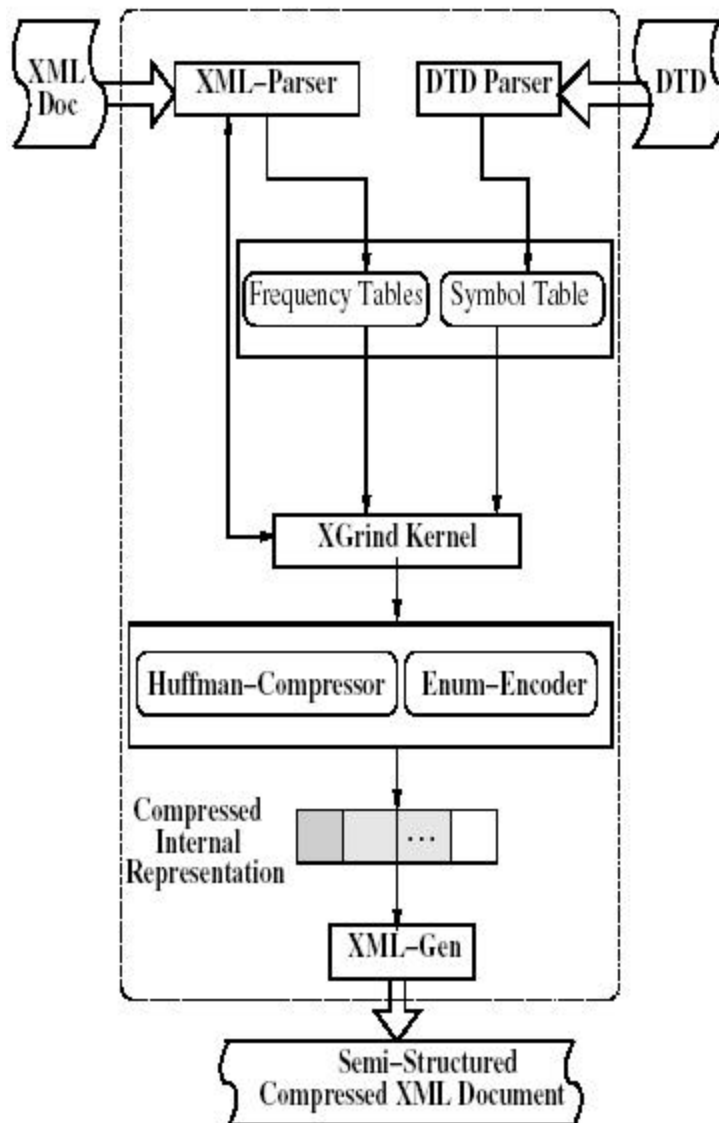 XML
Doc
XML–Parser
DTD Parser
DTD
Frequency Tables
Symbol Table
XGrind Kernel
Huffman–Compressor
Enum–Encoder
Compressed
Internal
Representation
...
XML–Gen
Semi–Structured
Compressed XML Document